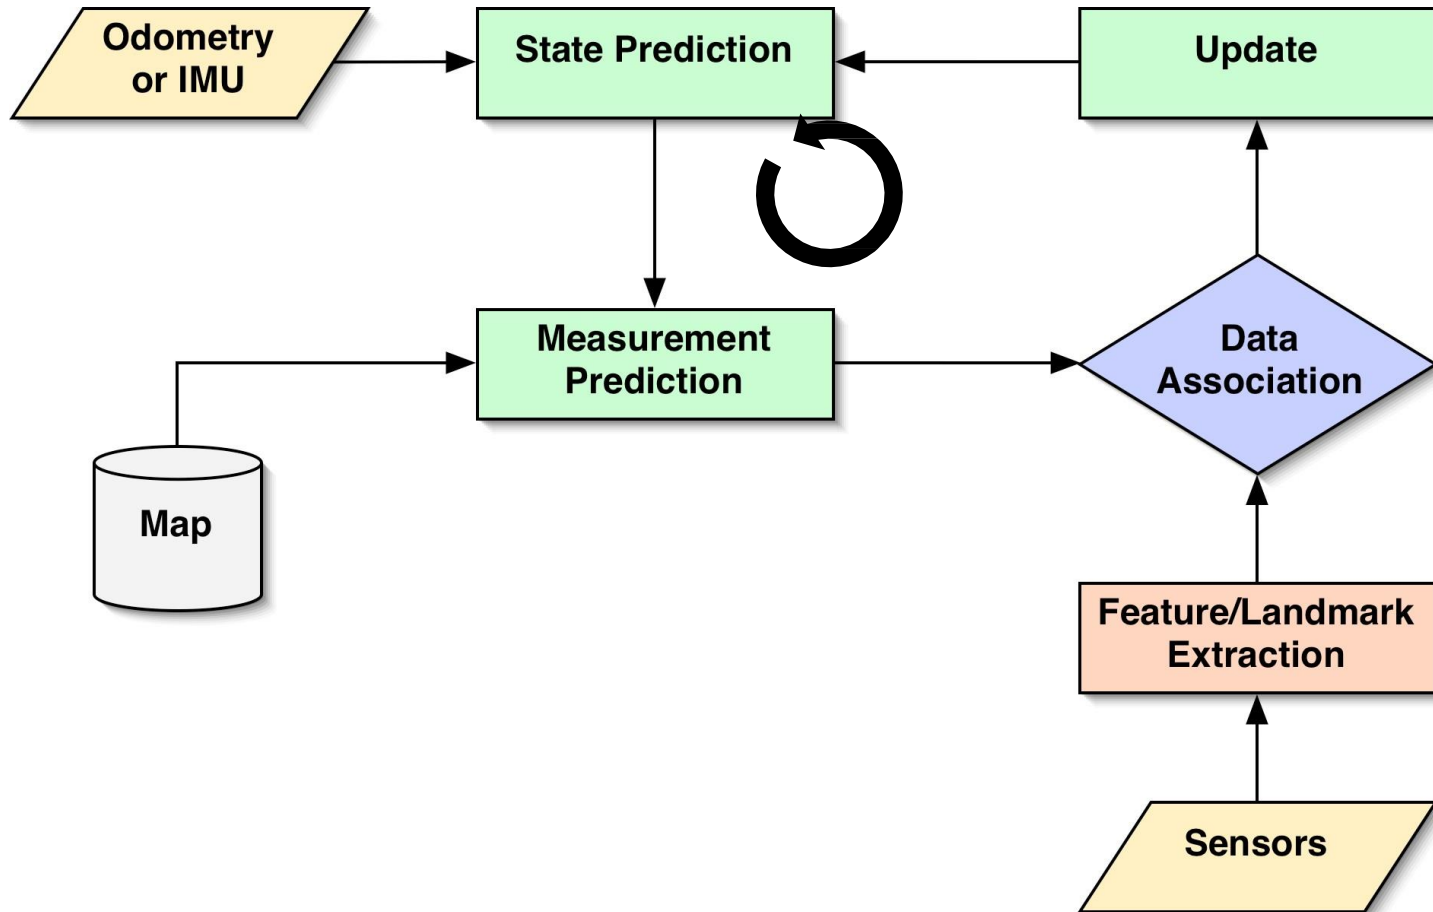 Odometry
or IMU
State Prediction
Update
Measurement
Prediction
Data
Association
Map
Feature/Landmark
Extraction
Sensors